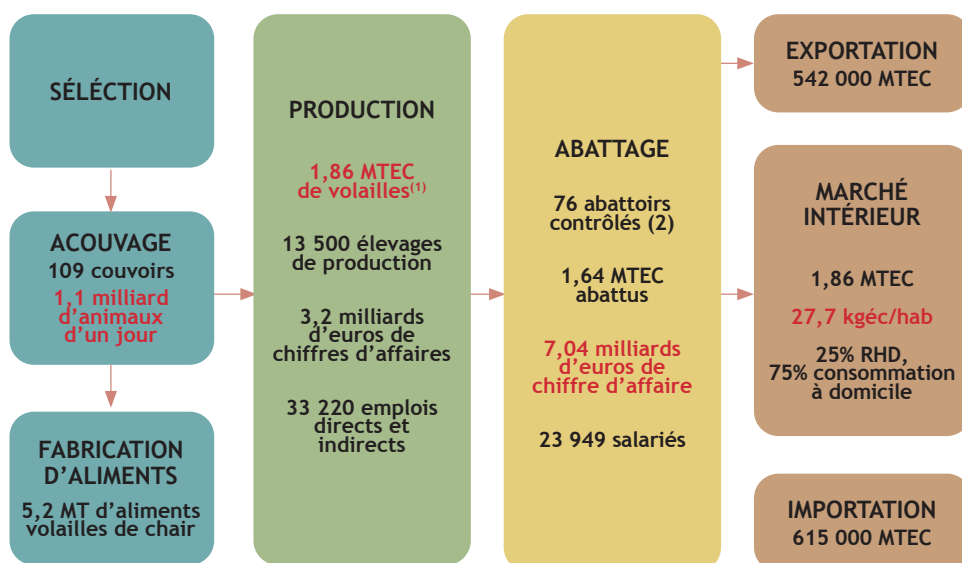 SÉLÉCTION
ACOUVAGE
109 couvoirs
1,1 milliard
d'animaux
d'un jour
FABRICATION
D'ALIMENTS
5,2 MT d'aliments
volailles de chair
PRODUCTION
1,86 MTEC
de volailles(1)
13 500 élevages
de production
3,2 milliards
d'euros de
chiffres d'affaires
33 220 emplois
directs et
indirects
ABATTAGE
76 abattoirs
contrôlés (2)
1,64 MTEC
abattus
7,04 milliards
d'euros de
chiffre d'affaire
23 949 salariés
EXPORTATION
542 000 MTEC
MARCHÉ
INTÉRIEUR
1,86 MTEC
27,7 kgéc/hab
25% RHD,
75% consommation
à domicile
IMPORTATION
615 000 MTEC